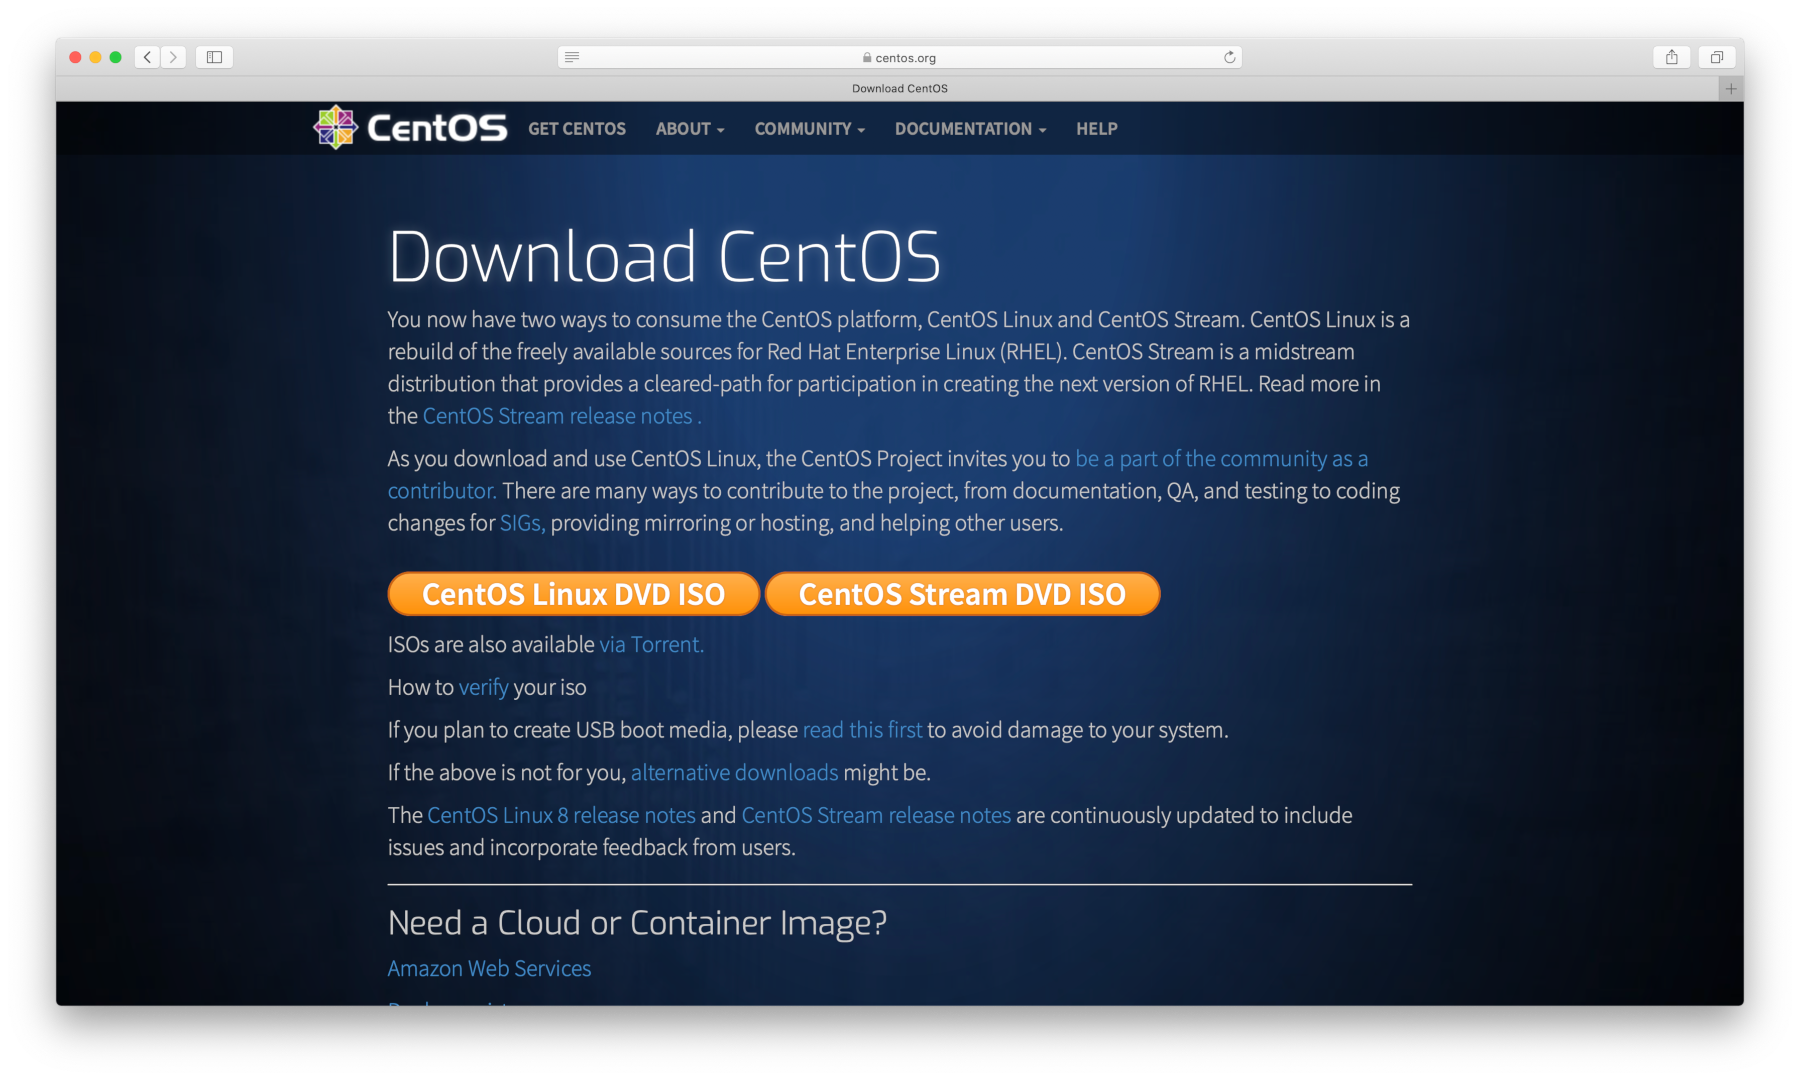 centos.org
Download CentOS
CentOS
GET CENTOS ABOUT COMMUNITY DOCUMENTATION HELP
Download CentOS
You now have two ways to consume the CentOS platform, CentOS Linux and CentOS Stream. CentOS Linux is a
rebuild of the freely available sources for Red Hat Enterprise Linux (RHEL). CentOS Stream is a midstream
distribution that provides a cleared-path for participation in creating the next version of RHEL. Read more in
the CentOS Stream release notes .
As you download and use CentOS Linux, the CentOS Project invites you to be a part of the community as a
contributor. There are many ways to contribute to the project, from documentation, QA, and testing to coding
changes for SIGs, providing mirroring or hosting, and helping other users.
CentOS Linux DVD ISO CentOS Stream DVD ISO
ISOs are also available via Torrent.
How to verify your iso
If you plan to create USB boot media, please read this first to avoid damage to your system.
If the above is not for you, alternative downloads might be.
The CentOS Linux 8 release notes and CentOS Stream release notes are continuously updated to include
issues and incorporate feedback from users.
Need a Cloud or Container Image?
Amazon Web Services